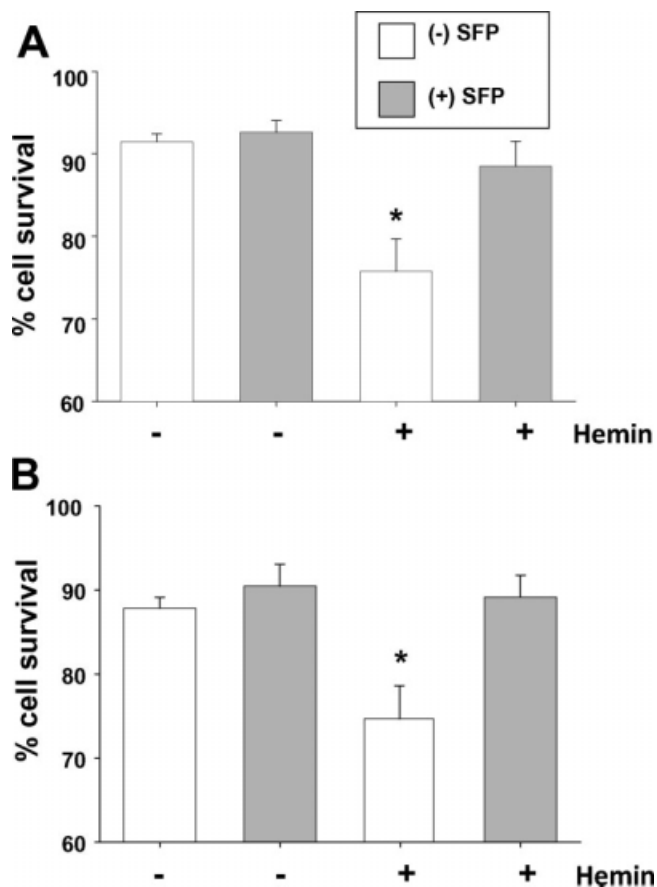 A
(-) SFP
(+) SFP
% cell survival
100
90
80
70
60
*
- - + + Hemin
B
% cell survival
100
90
80
70
60
*
- - + + Hemin